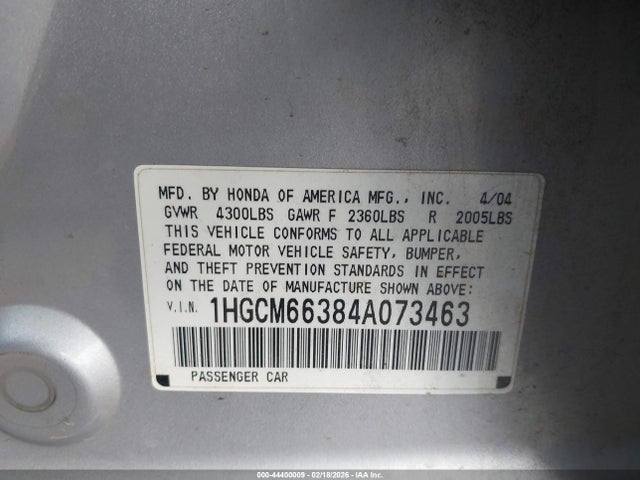 MFD. BY HONDA OF AMERICA MFG., INC. 4/04
GVWR 4300LBS GAWR F 2360LBS R 2005LBS
THIS VEHICLE CONFORMS TO ALL APPLICABLE
FEDERAL MOTOR VEHICLE SAFETY, BUMPER,
AND THEFT PREVENTION STANDARDS IN EFFECT
ON THE DATE OF MANUFACTURE SHOWN ABOVE:
V.I.N. 1HGCM66384A073463
PASSENGER CAR
000-44400009 - 02/18/2026 - IAA Inc.